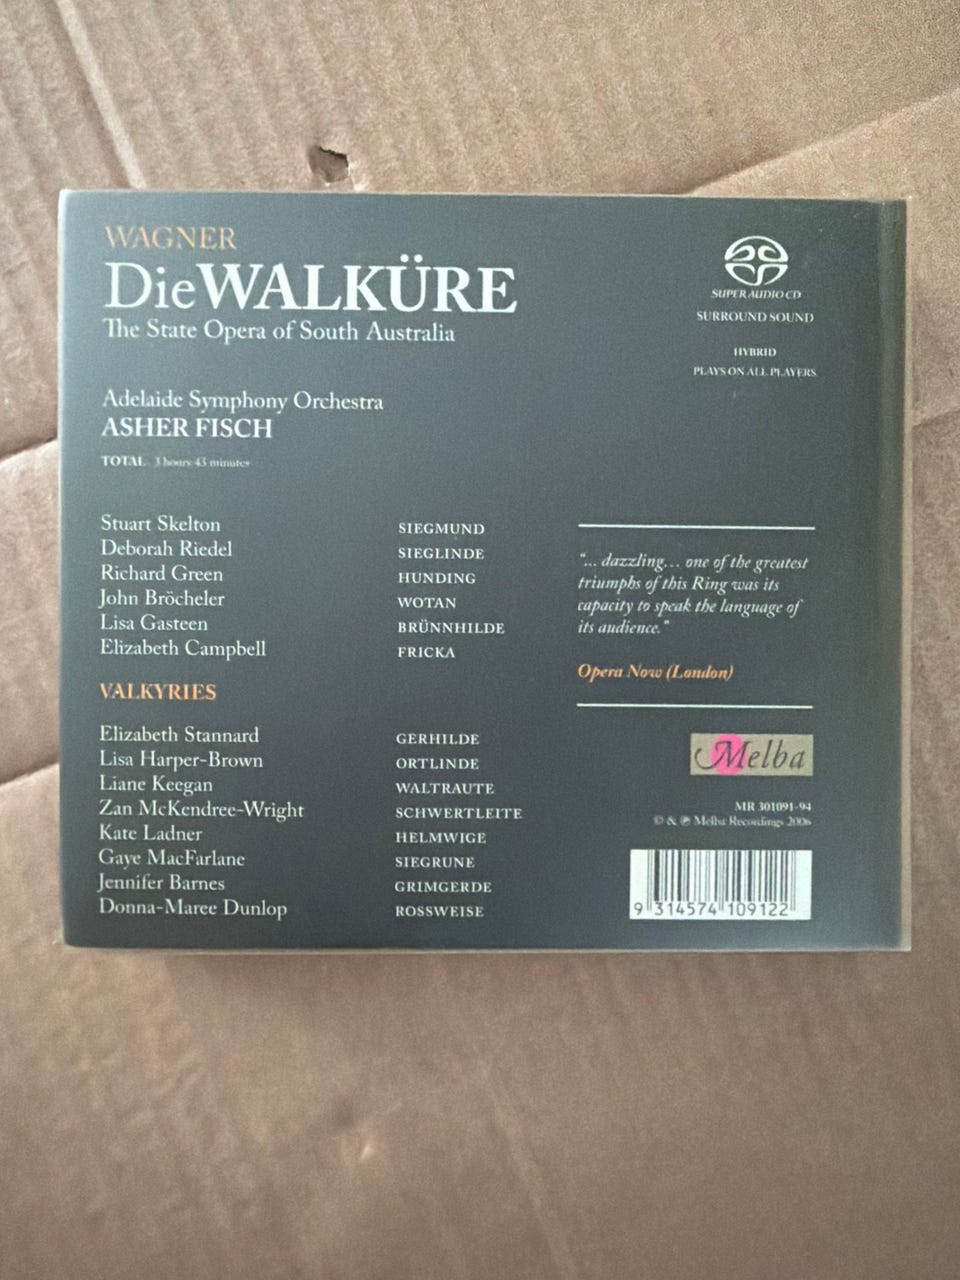 WAGNER
DieWALKÜRE
The State Opera of South Australia
SUPER AUDIO CD
SURROUND SOUND
HYBRID
PLAYS ON ALL PLAYERS
Adelaide Symphony Orchestra
ASHER FISCH
TOTAL 3 hours 43 minutes
Stuart Skelton SIEGMUND
Deborah Riedel SIEGLINDE
Richard Green HUNDING
John Bröcheler WOTAN
Lisa Gasteen BRÜNNHILDE
Elizabeth Campbell FRICKA
VALKYRIES
Elizabeth Stannard GERHILDE
Lisa Harper-Brown ORTLINDE
Liane Keegan WALTRAUTE
Zan McKendree-Wright SCHWERTLEITE
Kate Ladner HELMWIGE
Gaye MacFarlane SIEGRUNE
Jennifer Barnes GRIMGERDE
Donna-Maree Dunlop ROSSWEISE
"... dazzling... one of the greatest
triumphs of this Ring was its
capacity to speak the language of
its audience."
Opera Now (London)
Melba
MR 301091-94
© & ℗ Melba Recordings 2006
9 314574 109122